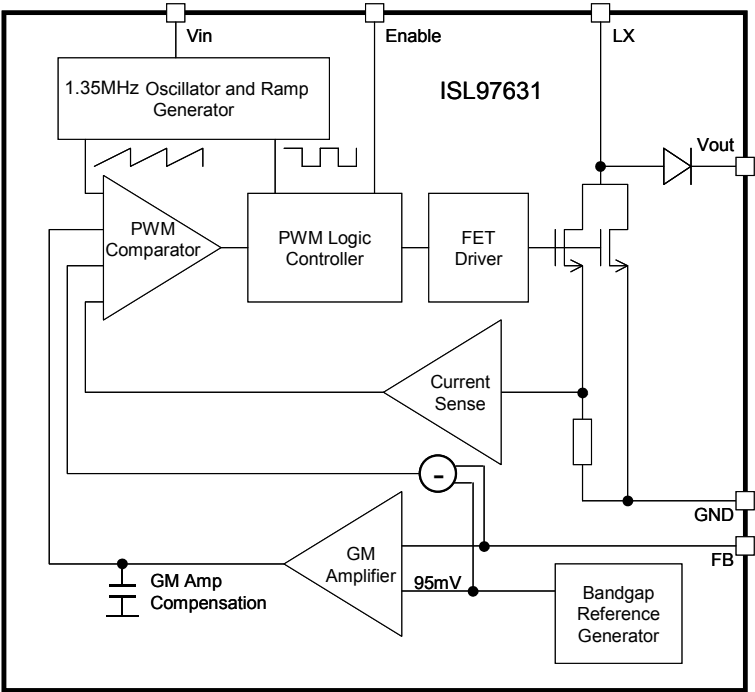 Vin
Enable
LX
1.35MHz Oscillator and Ramp
Generator
ISL97631
Vout
PWM
Comparator
PWM Logic
Controller
FET
Driver
Current
Sense
-
GND
FB
GM
Amplifier
95mV
GM Amp
Compensation
Bandgap
Reference
Generator